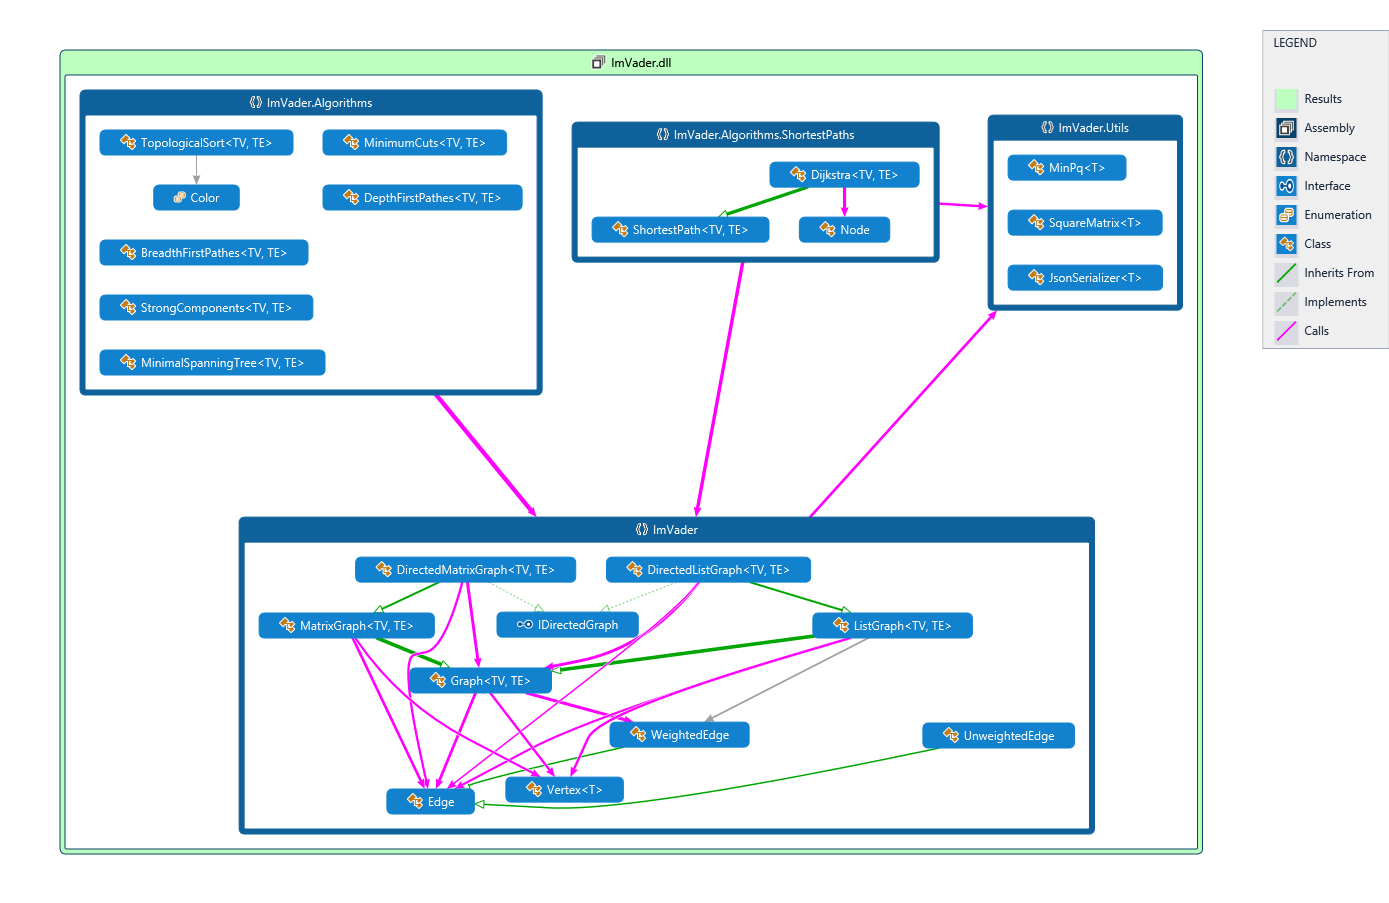 ImVader.dll
ImVader.Algorithms
TopologicalSort<TV, TE>
MinimumCuts<TV, TE>
Color
DepthFirstPathes<TV, TE>
BreadthFirstPathes<TV, TE>
StrongComponents<TV, TE>
MinimalSpanningTree<TV, TE>
ImVader.Algorithms.ShortestPaths
Dijkstra<TV, TE>
ShortestPath<TV, TE>
Node
ImVader.Utils
MinPq<T>
SquareMatrix<T>
JsonSerializer<T>
ImVader
DirectedMatrixGraph<TV, TE>
DirectedListGraph<TV, TE>
MatrixGraph<TV, TE>
IDirectedGraph
ListGraph<TV, TE>
Graph<TV, TE>
WeightedEdge
UnweightedEdge
Edge
Vertex<T>
LEGEND
Results
Assembly
Namespace
Interface
Enumeration
Class
Inherits From
Implements
Calls